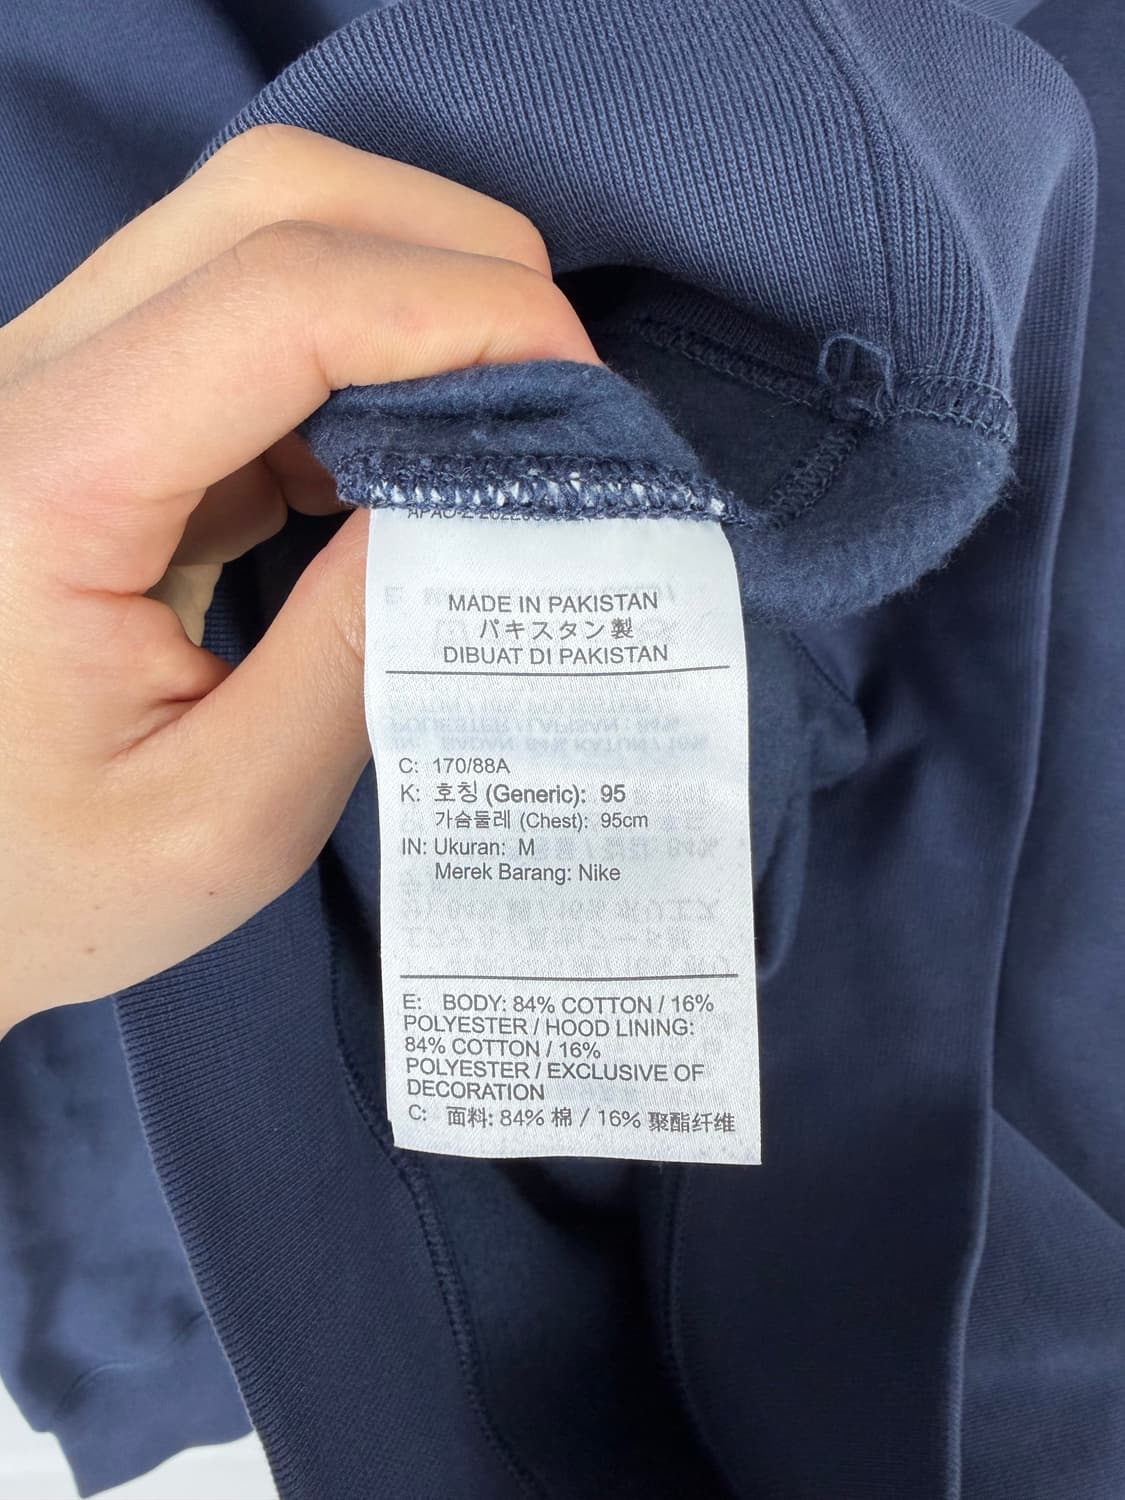 MADE IN PAKISTAN
パキスタン製
DIBUAT DI PAKISTAN
C: 170/88A
K: 호칭 (Generic): 95
가슴둘레 (Chest): 95cm
IN: Ukuran: M
Merek Barang: Nike
E: BODY: 84% COTTON / 16%
POLYESTER / HOOD LINING:
84% COTTON / 16%
POLYESTER / EXCLUSIVE OF
DECORATION
C: 面料: 84% 棉 / 16% 聚酯纤维